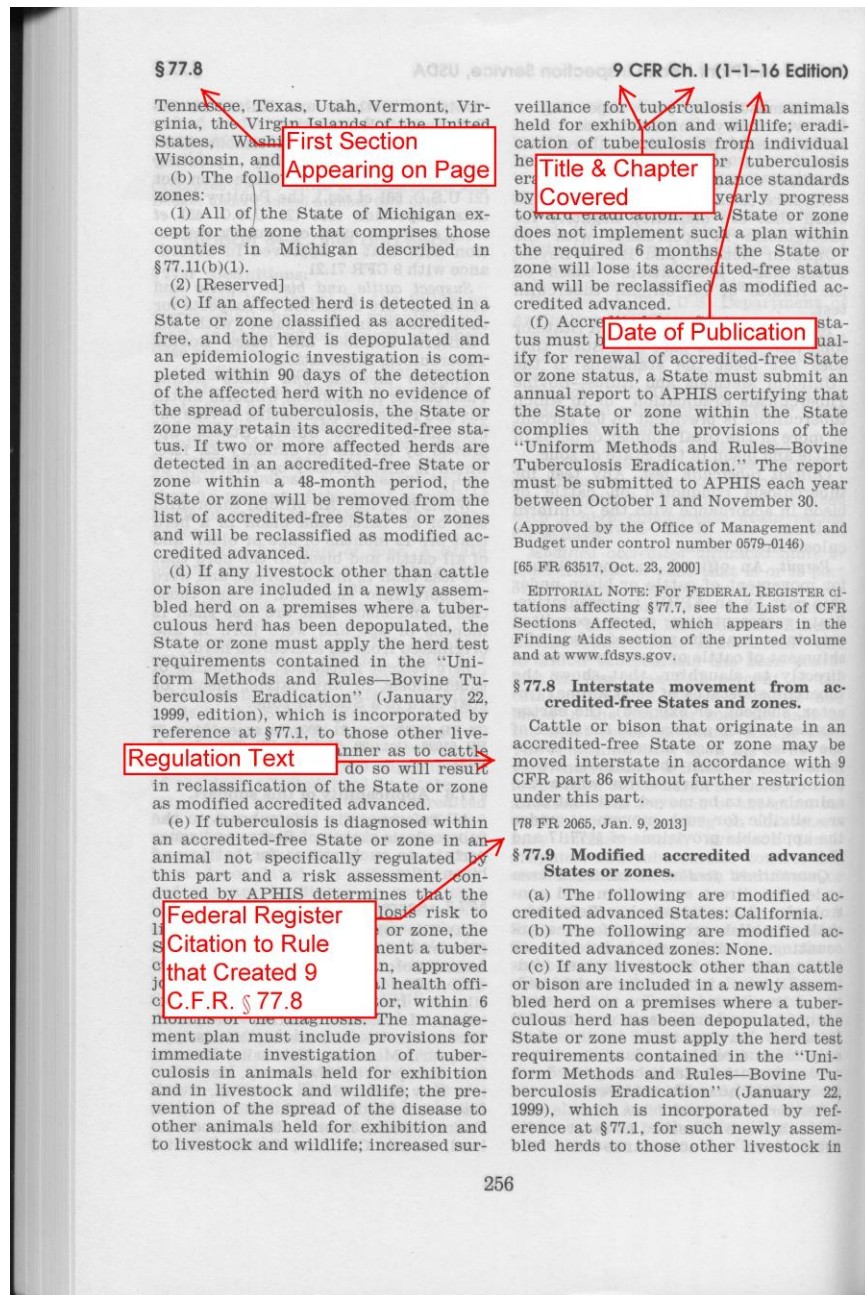 § 77.8
9 CFR Ch. I (1–1–16 Edition)
Tennessee, Texas, Utah, Vermont, Vir-
ginia, the Virgin Islands of the United
States, Washi
Wisconsin, and
(b) The follo
zones:
(1) All of the State of Michigan ex-
cept for the zone that comprises those
counties in Michigan described in
§77.11(b)(1).
(2) [Reserved]
(c) If an affected herd is detected in a
State or zone classified as accredited-
free, and the herd is depopulated and
an epidemiologic investigation is com-
pleted within 90 days of the detection
of the affected herd with no evidence of
the spread of tuberculosis, the State or
zone may retain its accredited-free sta-
tus. If two or more affected herds are
detected in an accredited-free State or
zone within a 48-month period, the
State or zone will be removed from the
list of accredited-free States or zones
and will be reclassified as modified ac-
credited advanced.
(d) If any livestock other than cattle
or bison are included in a newly assem-
bled herd on a premises where a tuber-
culous herd has been depopulated, the
State or zone must apply the herd test
requirements contained in the “Uni-
form Methods and Rules—Bovine Tu-
berculosis Eradication” (January 22,
1999, edition), which is incorporated by
reference at §77.1, to those other live-
nner as to cattle
do so will result
in reclassification of the State or zone
as modified accredited advanced.
(e) If tuberculosis is diagnosed within
an accredited-free State or zone in an
animal not specifically regulated by
this part and a risk assessment con-
ducted by APHIS determines that the
losis risk to
or zone, the
ment a tuber-
n, approved
l health offi-
or, within 6
months of the diagnosis. The manage-
ment plan must include provisions for
immediate investigation of tuber-
culosis in animals held for exhibition
and in livestock and wildlife; the pre-
vention of the spread of the disease to
other animals held for exhibition and
to livestock and wildlife; increased sur-
First Section
Appearing on Page
Regulation Text
Federal Register
Citation to Rule
that Created 9
C.F.R. § 77.8
veillance for tuberculosis in animals
held for exhibition and wildlife; eradi-
cation of tuberculosis from individual
he or tuberculosis
era nance standards
by yearly progress
toward eradication. If a State or zone
does not implement such a plan within
the required 6 months, the State or
zone will lose its accredited-free status
and will be reclassified as modified ac-
credited advanced.
(f) Accre sta-
tus must b ual-
ify for renewal of accredited-free State
or zone status, a State must submit an
annual report to APHIS certifying that
the State or zone within the State
complies with the provisions of the
“Uniform Methods and Rules—Bovine
Tuberculosis Eradication.” The report
must be submitted to APHIS each year
between October 1 and November 30.
(Approved by the Office of Management and
Budget under control number 0579–0146)
[65 FR 63517, Oct. 23, 2000]
EDITORIAL NOTE: For FEDERAL REGISTER ci-
tations affecting §77.7, see the List of CFR
Sections Affected, which appears in the
Finding Aids section of the printed volume
and at www.fdsys.gov.
§ 77.8 Interstate movement from ac-
credited-free States and zones.
Cattle or bison that originate in an
accredited-free State or zone may be
moved interstate in accordance with 9
CFR part 86 without further restriction
under this part.
[78 FR 2065, Jan. 9, 2013]
§ 77.9 Modified accredited advanced
States or zones.
(a) The following are modified ac-
credited advanced States: California.
(b) The following are modified ac-
credited advanced zones: None.
(c) If any livestock other than cattle
or bison are included in a newly assem-
bled herd on a premises where a tuber-
culous herd has been depopulated, the
State or zone must apply the herd test
requirements contained in the “Uni-
form Methods and Rules—Bovine Tu-
berculosis Eradication” (January 22,
1999), which is incorporated by ref-
erence at §77.1, for such newly assem-
bled herds to those other livestock in
Title & Chapter
Covered
Date of Publication
256